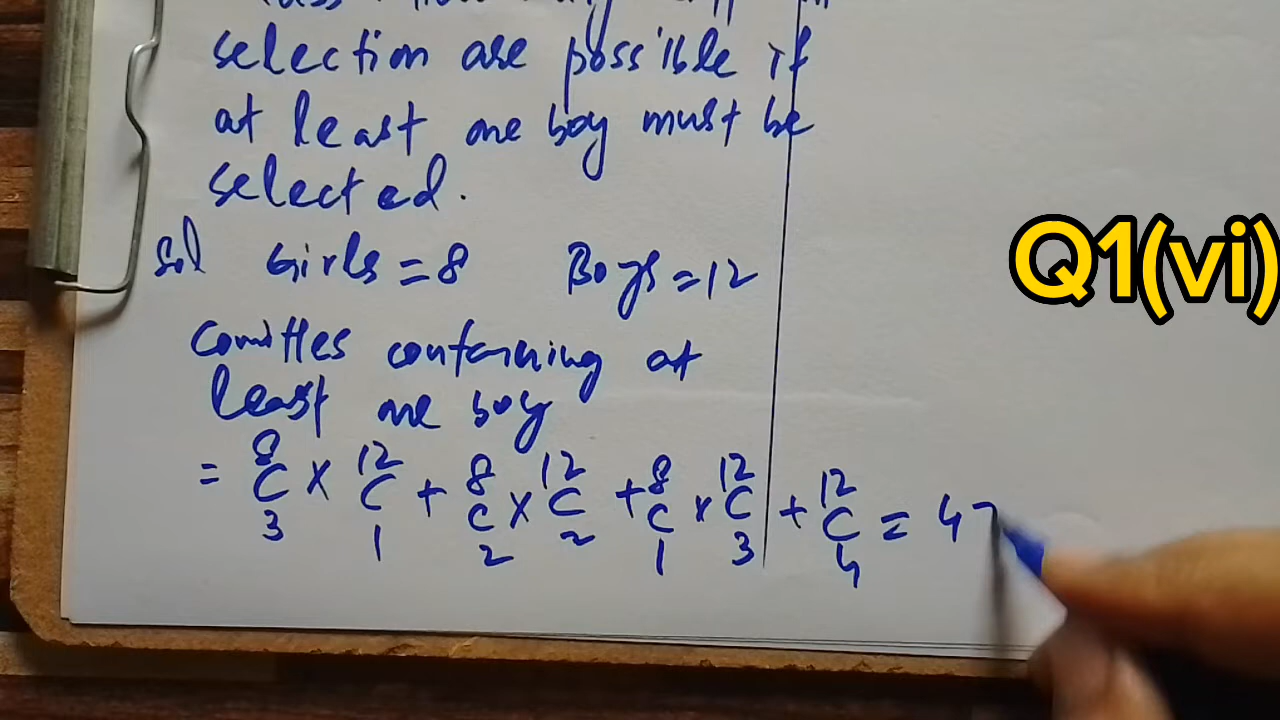 selection are possible if
at least one boy must be
selected.
Sol Girls = 8 Boys = 12
Comittes contanning at
least one boy
= 8C3 × 12C1 + 8C2 × 12C2 + 8C1 × 12C3 + 12C4 = 47
Q1(vi)